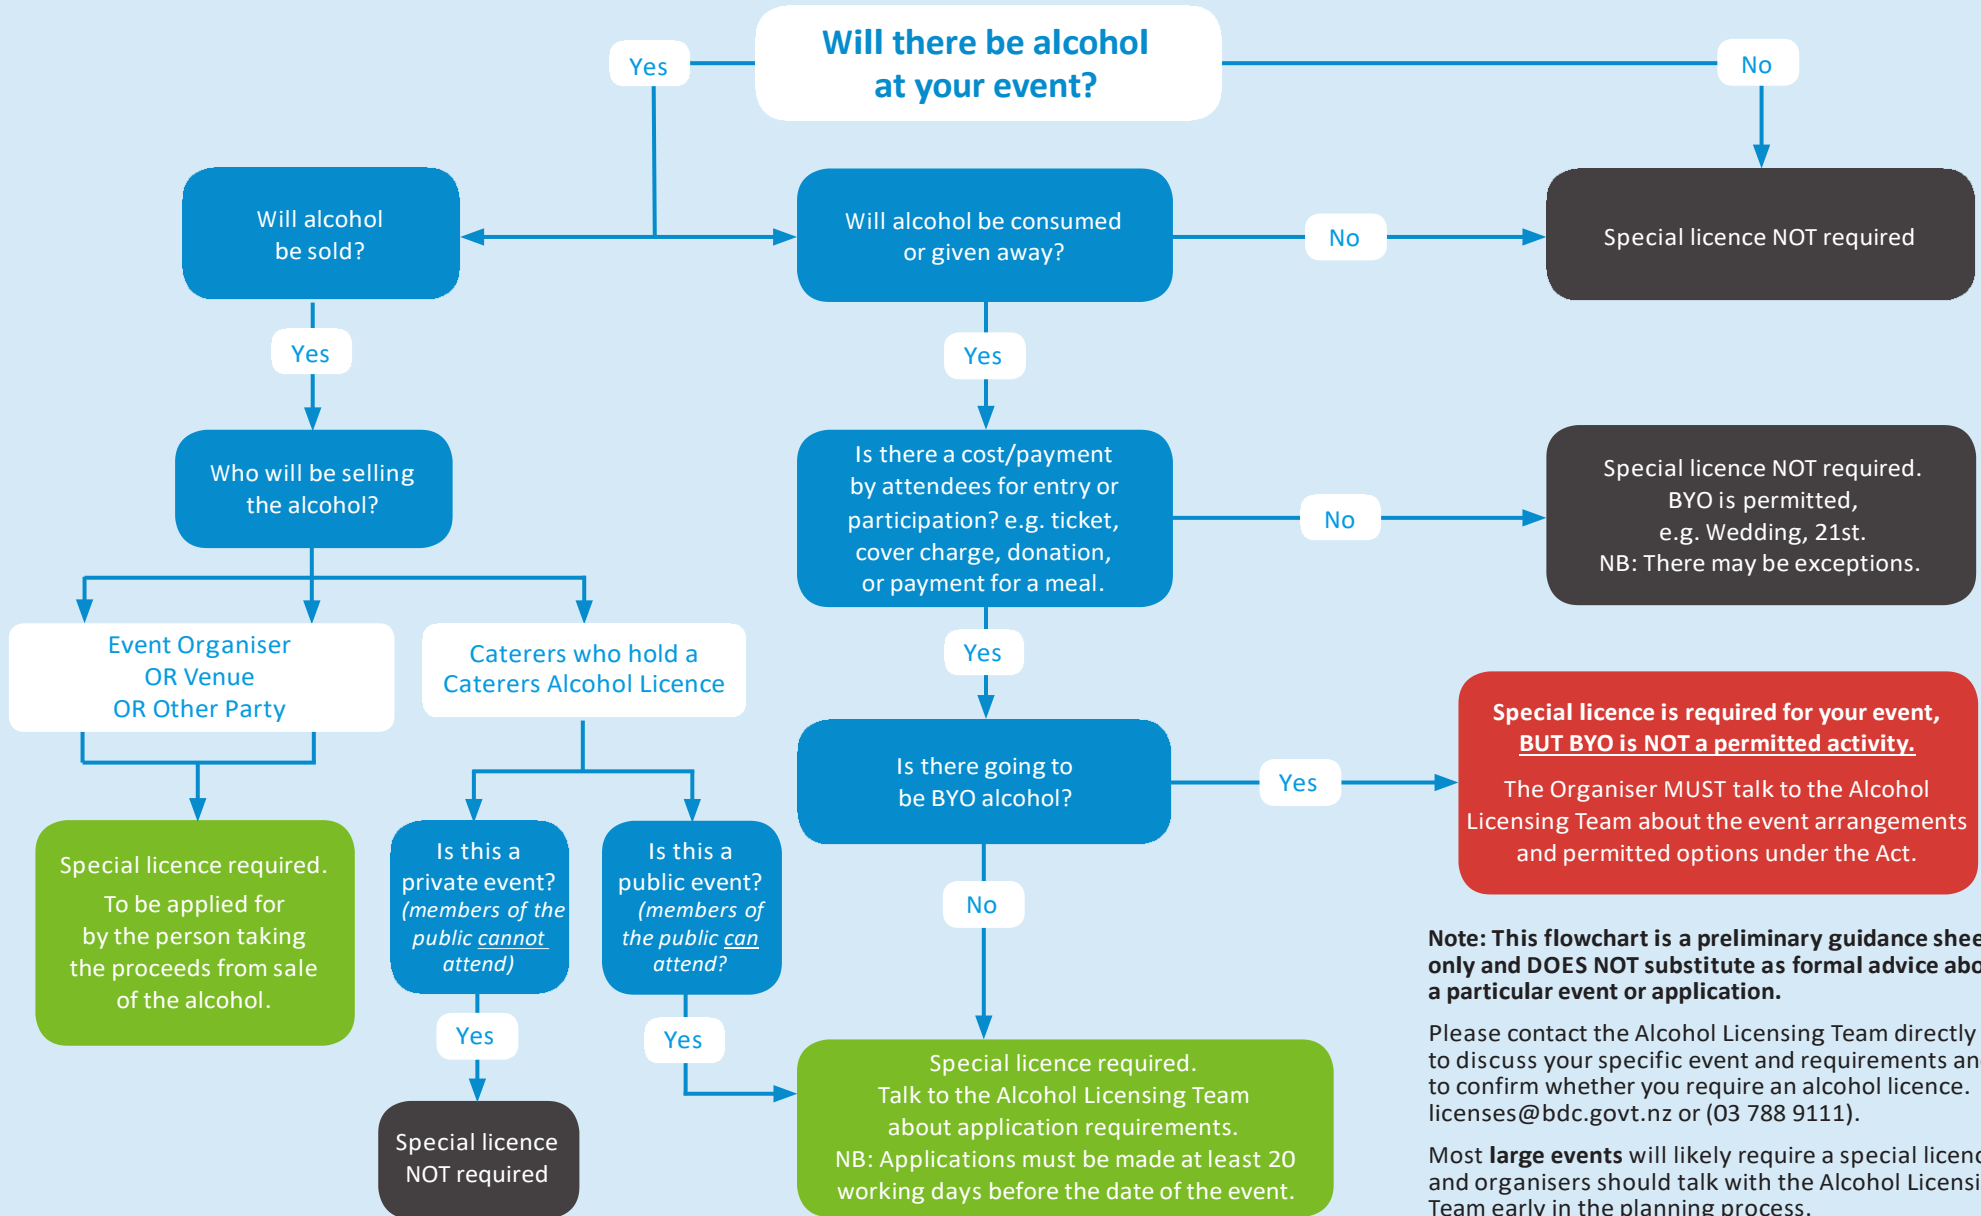 Will there be alcohol
at your event?
Yes
No
Will alcohol
be sold?
Will alcohol be consumed
or given away?
No
Special licence NOT required
Yes
Yes
Who will be selling
the alcohol?
Is there a cost/payment
by attendees for entry or
participation? e.g. ticket,
cover charge, donation,
or payment for a meal.
No
Special licence NOT required.
BYO is permitted,
e.g. Wedding, 21st.
NB: There may be exceptions.
Event Organiser
OR Venue
OR Other Party
Caterers who hold a
Caterers Alcohol Licence
Yes
Is there going to
be BYO alcohol?
Yes
Special licence is required for your event,
BUT BYO is NOT a permitted activity.
The Organiser MUST talk to the Alcohol
Licensing Team about the event arrangements
and permitted options under the Act.
Special licence required.
To be applied for
by the person taking
the proceeds from sale
of the alcohol.
Is this a
private event?
(members of the
public cannot
attend)
Is this a
public event?
(members of
the public can
attend?
No
Yes
Yes
Special licence
NOT required
Special licence required.
Talk to the Alcohol Licensing Team
about application requirements.
NB: Applications must be made at least 20
working days before the date of the event.
Note: This flowchart is a preliminary guidance shee
only and DOES NOT substitute as formal advice abo
a particular event or application.
Please contact the Alcohol Licensing Team directly
to discuss your specific event and requirements an
to confirm whether you require an alcohol licence.
licenses@bdc.govt.nz or (03 788 9111).
Most large events will likely require a special licenc
and organisers should talk with the Alcohol Licensi
Team early in the planning process.